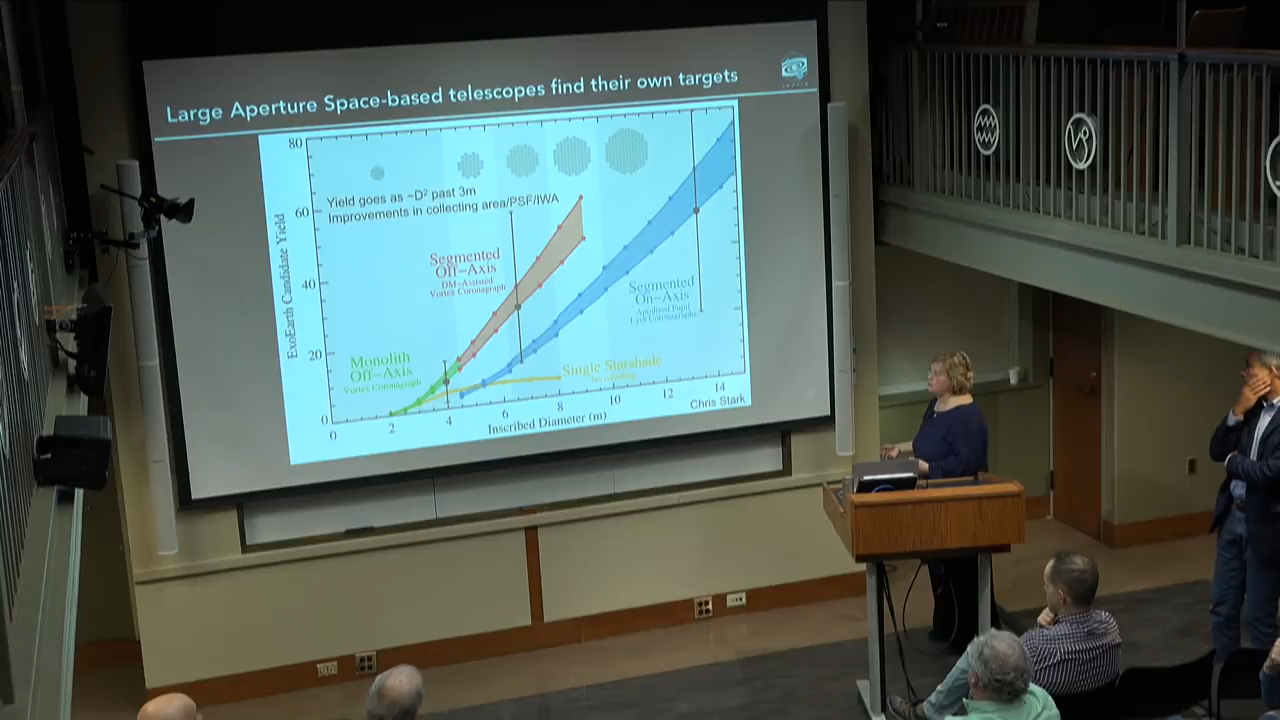 Large Aperture Space-based telescopes find their own targets
80
60
40
20
0
ExoEarth Candidate Yield
Yield goes as ~D² past 3m
Improvements in collecting area/PSF/IWA
Segmented
Off-Axis
DM-Assisted
Vortex Coronagraph
Segmented
On-Axis
Apodized Pupil
Lyot Coronagraphs
Monolith
Off-Axis
Vortex Coronagraph
Single Starshade
0
2
4
6
8
10
12
14
Inscribed Diameter (m)
Chris Stark